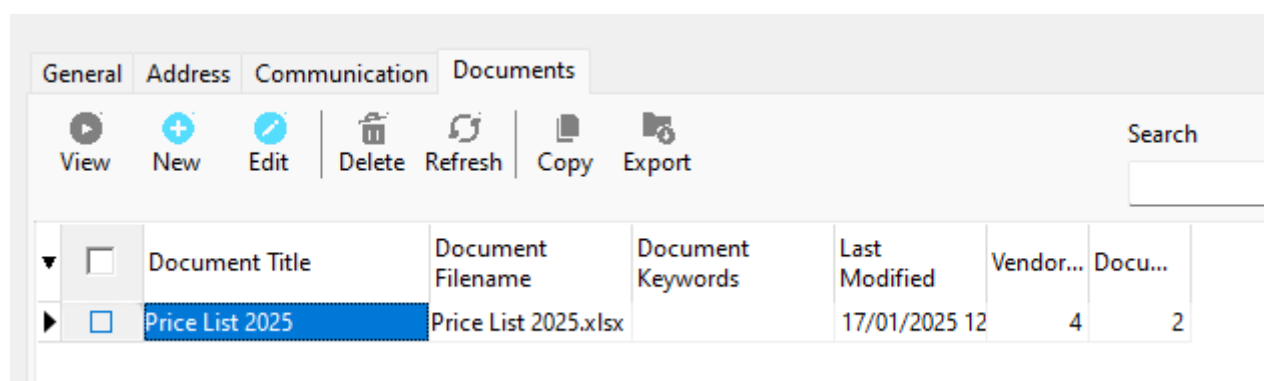 General Address Communication Documents
View New Edit Delete Refresh Copy Export
Search
Document Title Document Filename Document Keywords Last Modified Vendor... Docu...
Price List 2025 Price List 2025.xlsx 17/01/2025 12 4 2